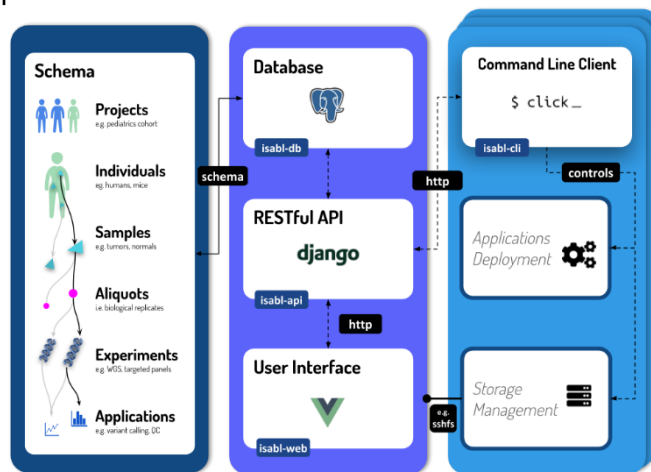 Schema
Projects
e.g. pediatrics cohort
Individuals
eg. humans, mice
Samples
e.g. tumors, normals
Aliquots
i.e. biological replicates
Experiments
e.g. WGS, targeted panels
Applications
e.g. variant calling, QC
schema
Database
isabl-db
RESTful API
django
isabl-api
http
User Interface
isabl-web
http
Command Line Client
$ click_
isabl-cli
controls
Applications
Deployment
Storage
Management
e.g.
sshfs